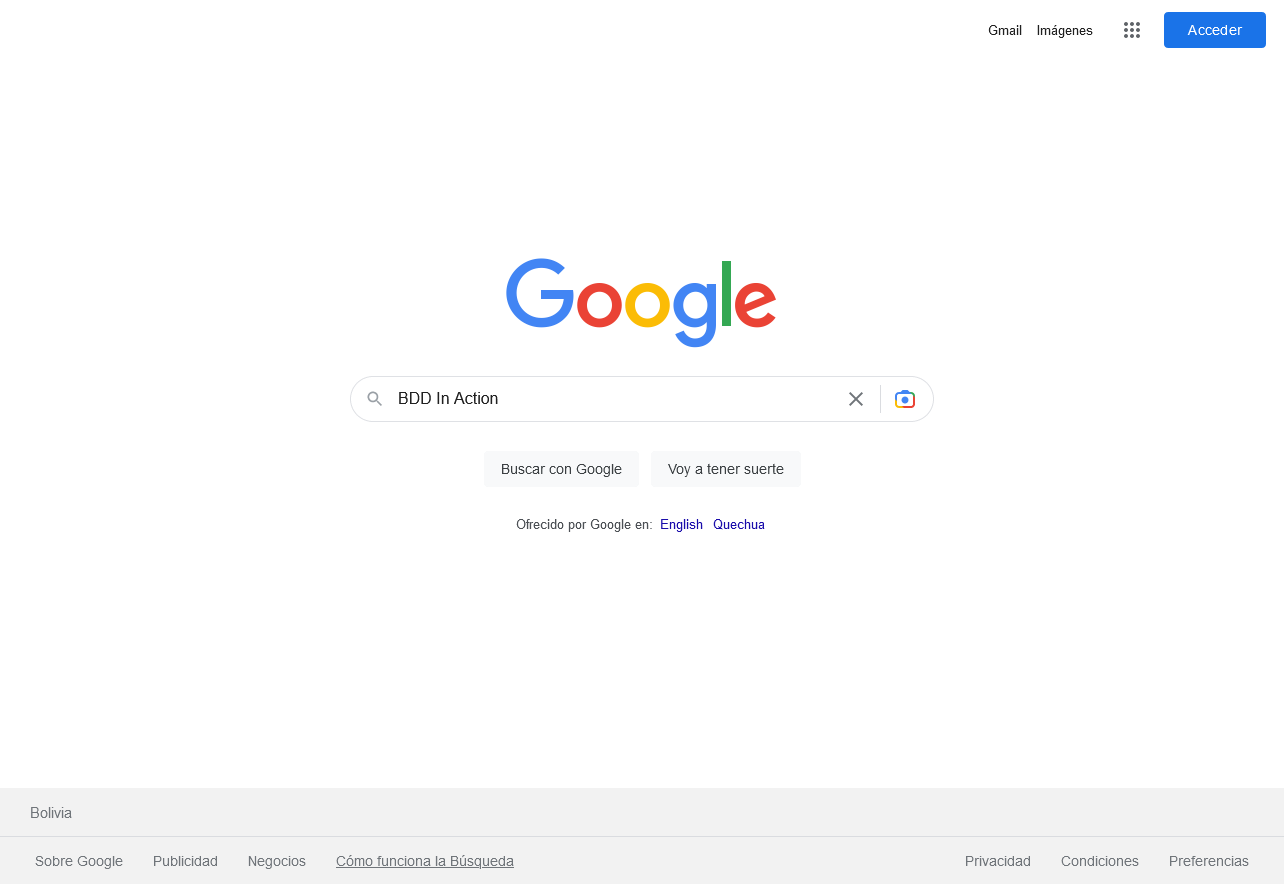 Gmail Imágenes Acceder
Google
BDD In Action
Buscar con Google Voy a tener suerte
Ofrecido por Google en: English Quechua
Bolivia
Sobre Google Publicidad Negocios Cómo funciona la Búsqueda Privacidad Condiciones Preferencias